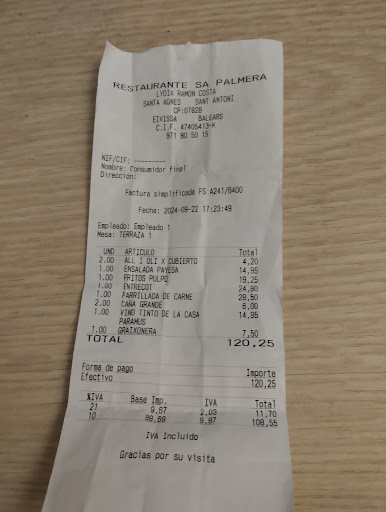 RESTAURANTE SA PALMERA
LYDIA RAMON COSTA
SANTA AGNES SANT ANTONI
CP:07828
EIVISSA BALEARS
C.I.F. 47405413-K
971 80 50 15
NIF/CIF: ---------
Nombre: Consumidor final
Dirección:
Factura simplificada FS A241/6400
Fecha: 2024-09-22 17:23:49
Empleado: Empleado 1
Mesa: TERRAZA 1
UND ARTICULO Total
2.00 ALL I OLI X CUBIERTO 4,20
1.00 ENSALADA PAYESA 14,95
1.00 FRITOS PULPO 19,25
1.00 ENTRECOT 24,90
1.00 PARRILLADA DE CARNE 28,50
2.00 CAÑA GRANDE 6,00
1.00 VINO TINTO DE LA CASA 14,95
PARAMUS
1.00 GRAIXONERA 7,50
TOTAL 120,25
Forma de pago Importe
Efectivo 120,25
%IVA Base Imp. IVA Total
21 9,67 2,03 11,70
10 98,68 9,87 108,55
IVA Incluido
Gracias por su visita